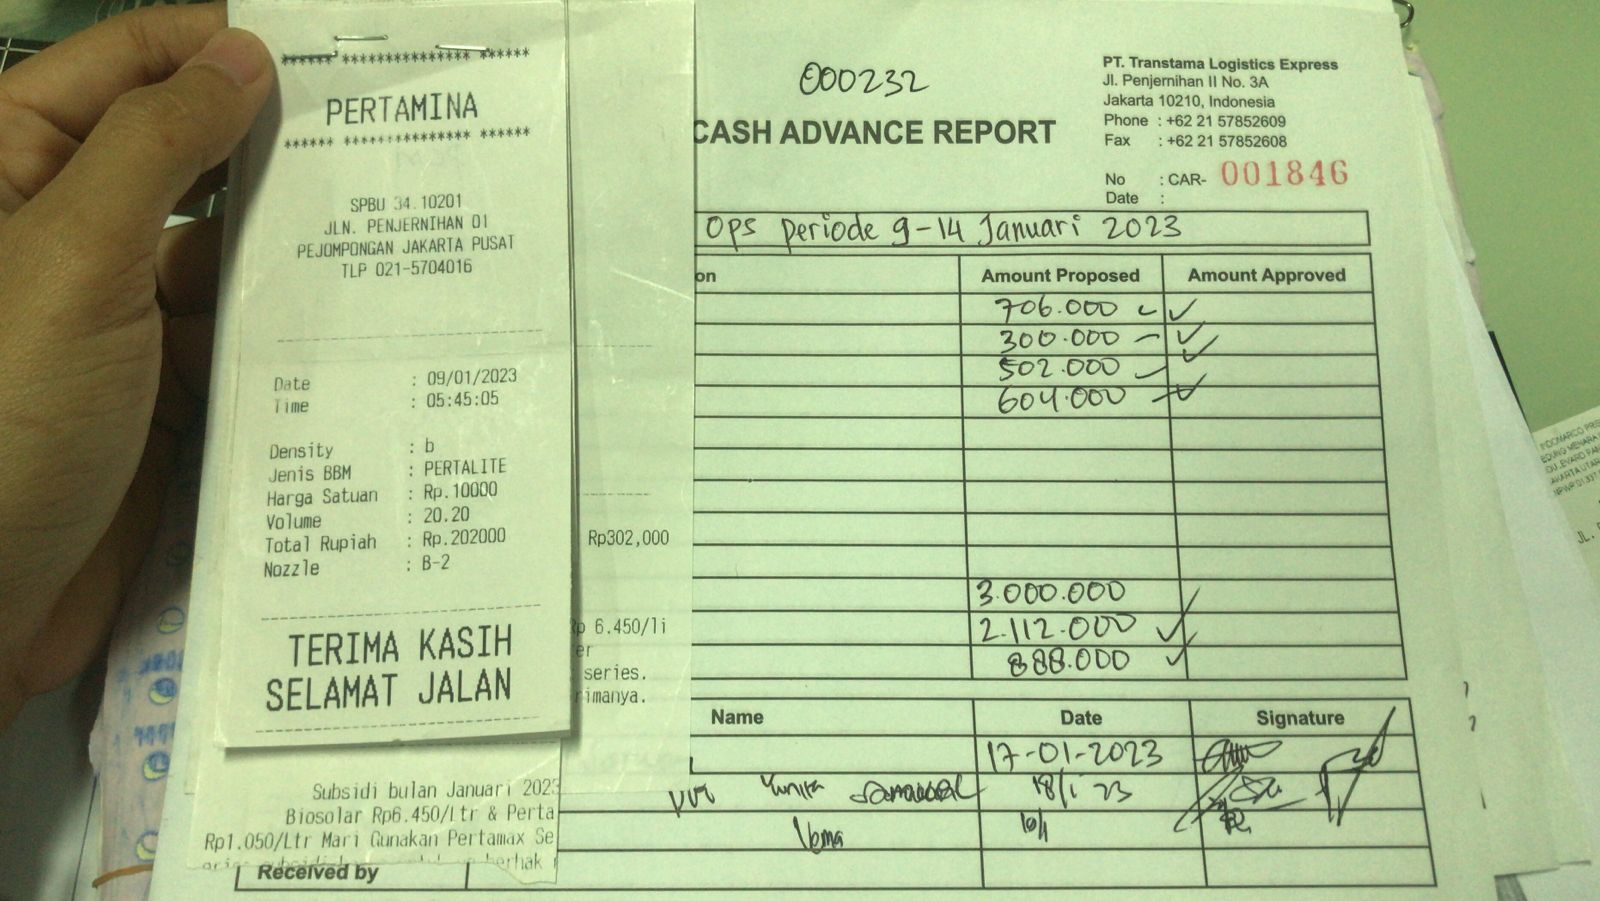 ****** *************** ******
PERTAMINA
****** *************** ******
SPBU 34.10201
JLN. PENJERNIHAN 01
PEJOMPONGAN JAKARTA PUSAT
TLP 021-5704016
Date : 09/01/2023
Time : 05:45:05
Density : b
Jenis BBM : PERTALITE
Harga Satuan : Rp.10000
Volume : 20.20
Total Rupiah : Rp.202000
Nozzle : B-2
TERIMA KASIH
SELAMAT JALAN
Rp302,000
Rp 6.450/li
er
series.
rimanya.
Subsidi bulan Januari 2023
Biosolar Rp6.450/Ltr & Perta
Rp1.050/Ltr Mari Gunakan Pertamax Se
berhak
000232
CASH ADVANCE REPORT
PT. Transtama Logistics Express
Jl. Penjernihan II No. 3A
Jakarta 10210, Indonesia
Phone : +62 21 57852609
Fax : +62 21 57852608
No : CAR- 001846
Date :
Ops Periode 9-14 Januari 2023
on Amount Proposed Amount Approved
706.000
300.000
502.000
604.000
3.000.000
2.112.000
888.000
Name Date Signature
17-01-2023
18/1 23
Received by
INDOMARCO PRIS
JL.